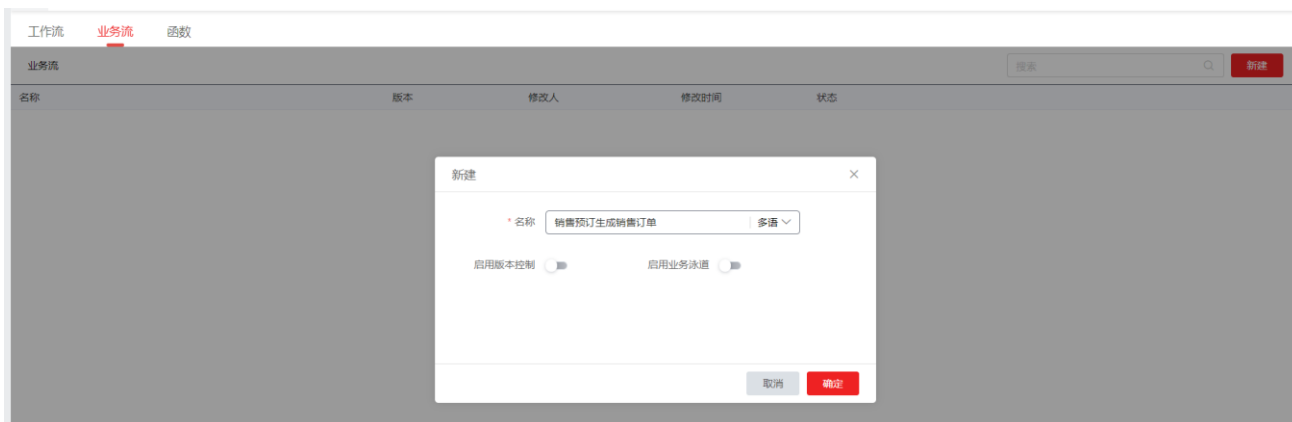 工作流 业务流 函数
业务流 搜索 新建
名称 版本 修改人 修改时间 状态
新建
* 名称 销售预订生成销售订单 多语
启用版本控制 启用业务泳道
取消 确定